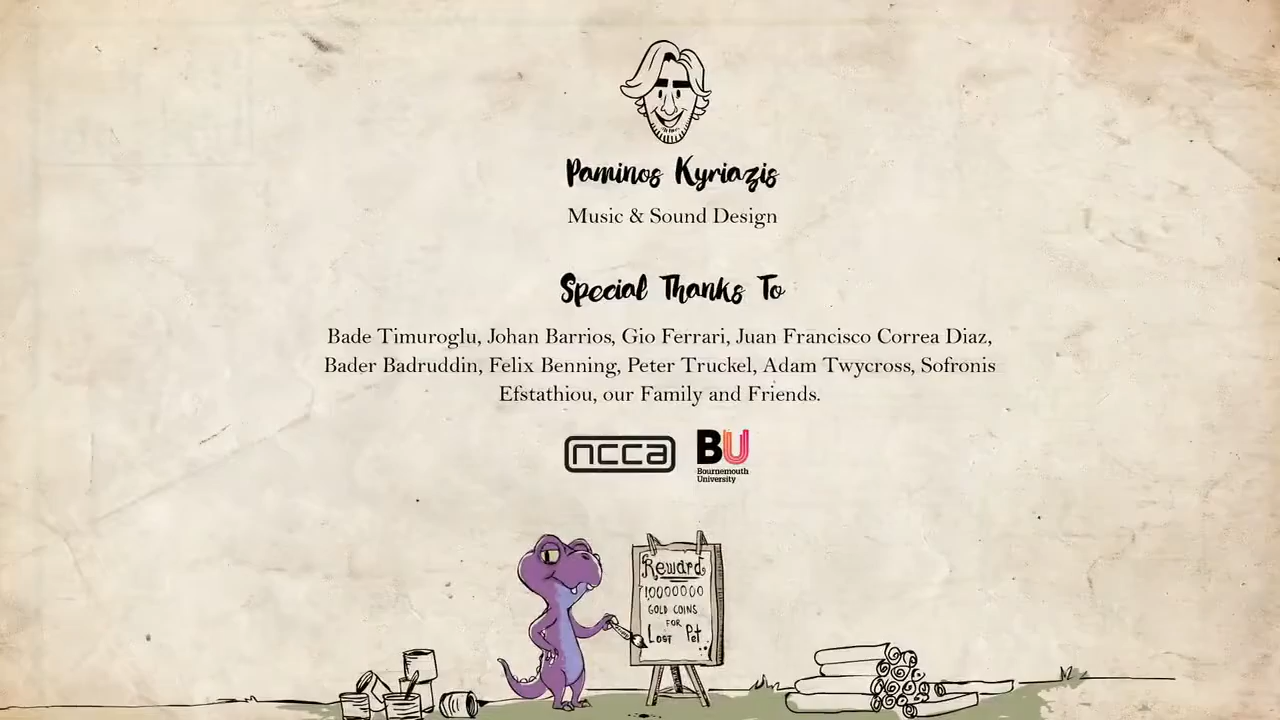 Paminos Kyriazis
Music & Sound Design
Special Thanks To
Bade Timuroglu, Johan Barrios, Gio Ferrari, Juan Francisco Correa Diaz,
Bader Badruddin, Felix Benning, Peter Truckel, Adam Twycross, Sofronis
Efstathiou, our Family and Friends.
ncca
BU
Bournemouth
University
Reward
10000000
GOLD COINS
FOR
Lost Pet